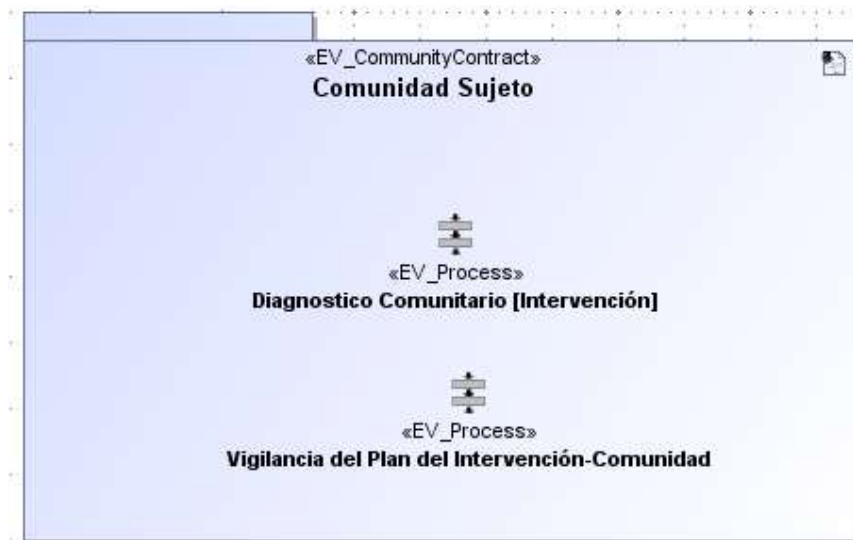 «EV_CommunityContract»
Comunidad Sujeto
«EV_Process»
Diagnostico Comunitario [Intervención]
«EV_Process»
Vigilancia del Plan del Intervención-Comunidad